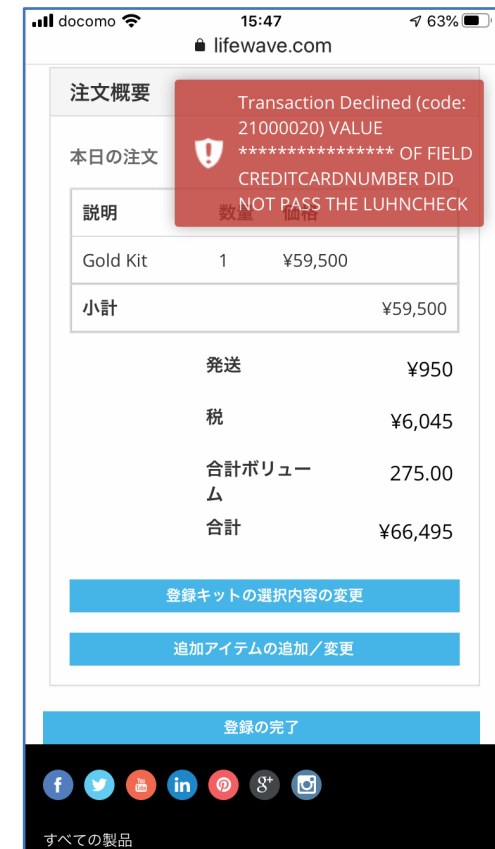 docomo 15:47 63%
lifewave.com
注文概要
Transaction Declined (code:
21000020) VALUE
**************** OF FIELD
CREDITCARDNUMBER DID
NOT PASS THE LUHNCHECK
本日の注文
説明 数量 価格
Gold Kit 1 ¥59,500
小計 ¥59,500
発送 ¥950
税 ¥6,045
合計ボリュー 275.00
ム
合計 ¥66,495
登録キットの選択内容の変更
追加アイテムの追加/変更
登録の完了
すべての製品